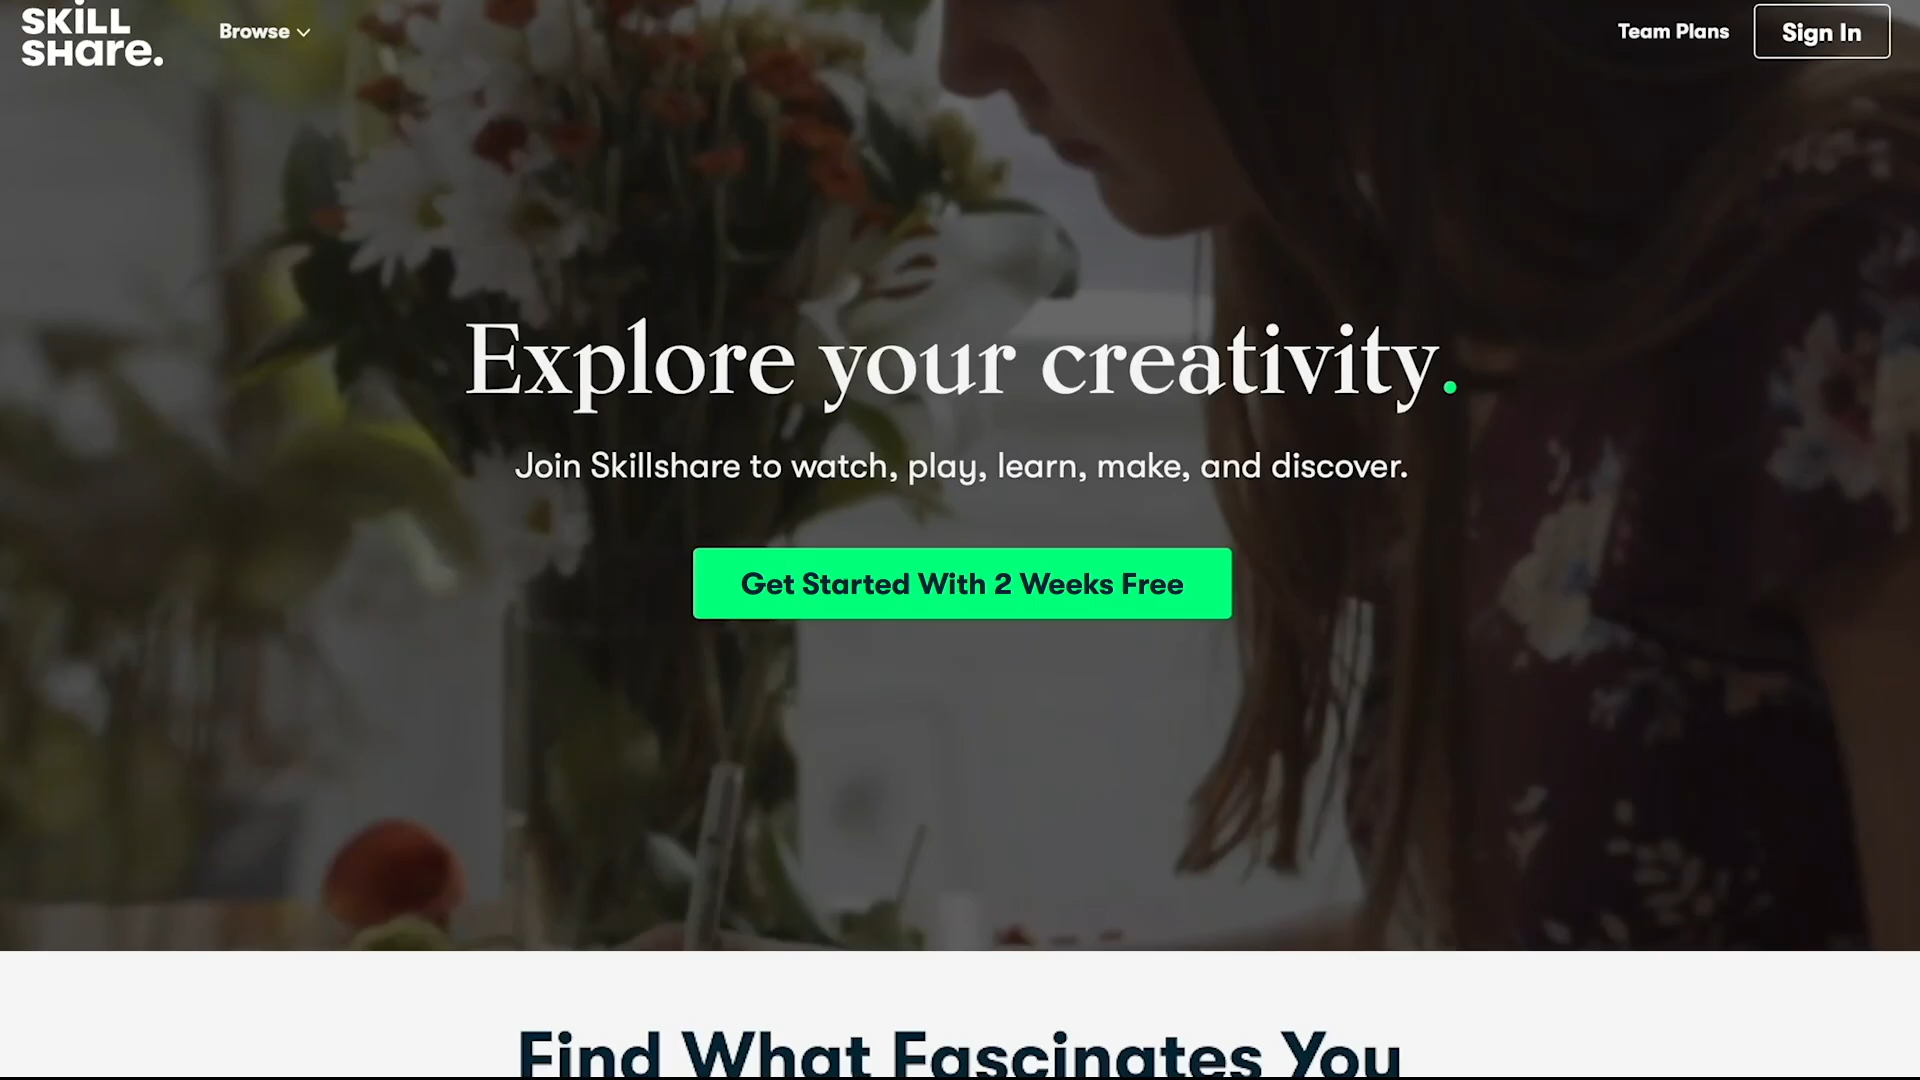 SKiLL
SHare.
Browse
Team Plans
Sign In
Explore your creativity.
Join Skillshare to watch, play, learn, make, and discover.
Get Started With 2 Weeks Free
Find What Fascinates You